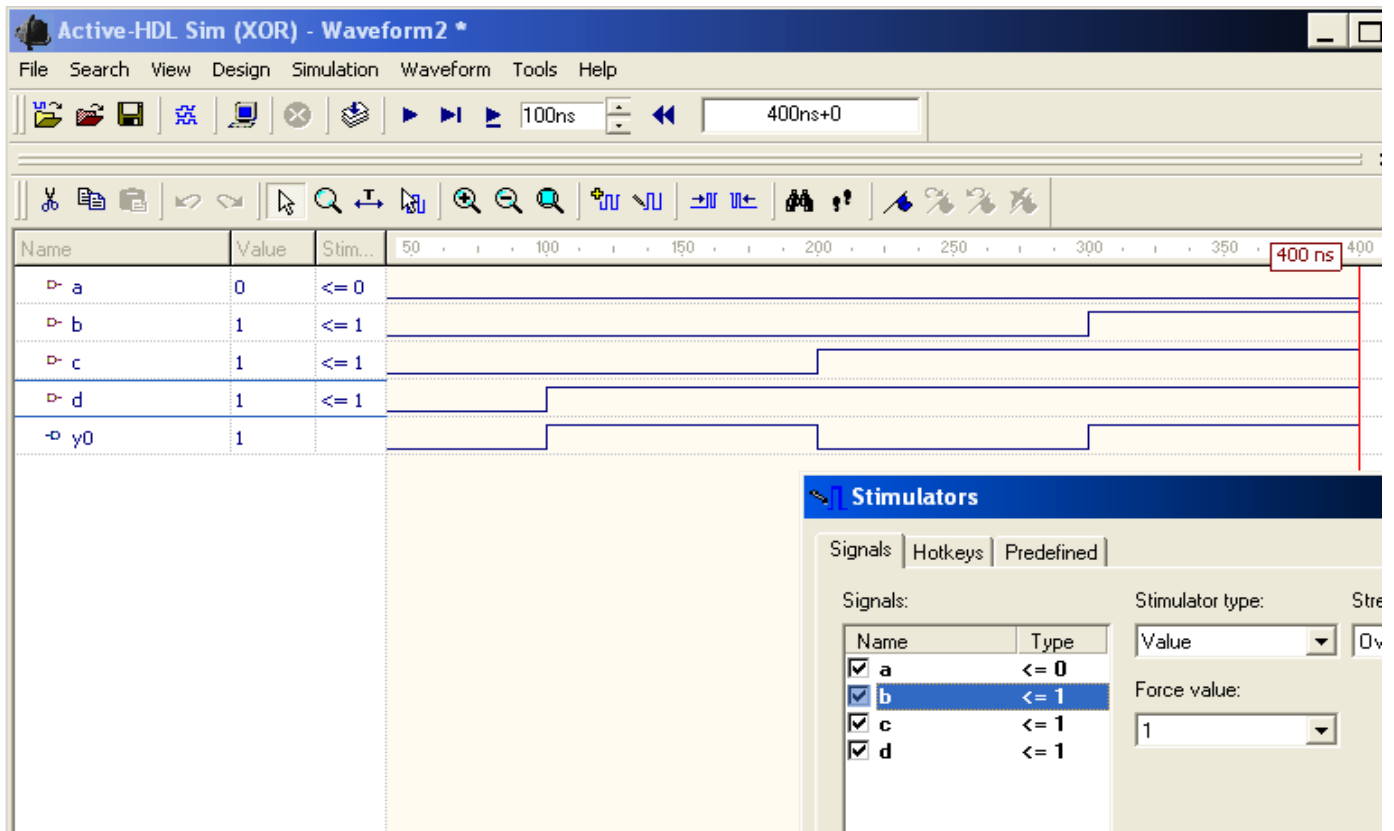 Active-HDL Sim (XOR) - Waveform2 *
File Search View Design Simulation Waveform Tools Help
100ns 400ns+0
Name Value Stim... 50 100 150 200 250 300 350 400 ns 400
a 0 <= 0
b 1 <= 1
c 1 <= 1
d 1 <= 1
y0 1
Stimulators
Signals Hotkeys Predefined
Signals: Stimulator type: Stre
Name Type Value Ov
a <= 0
b <= 1 Force value:
c <= 1 1
d <= 1